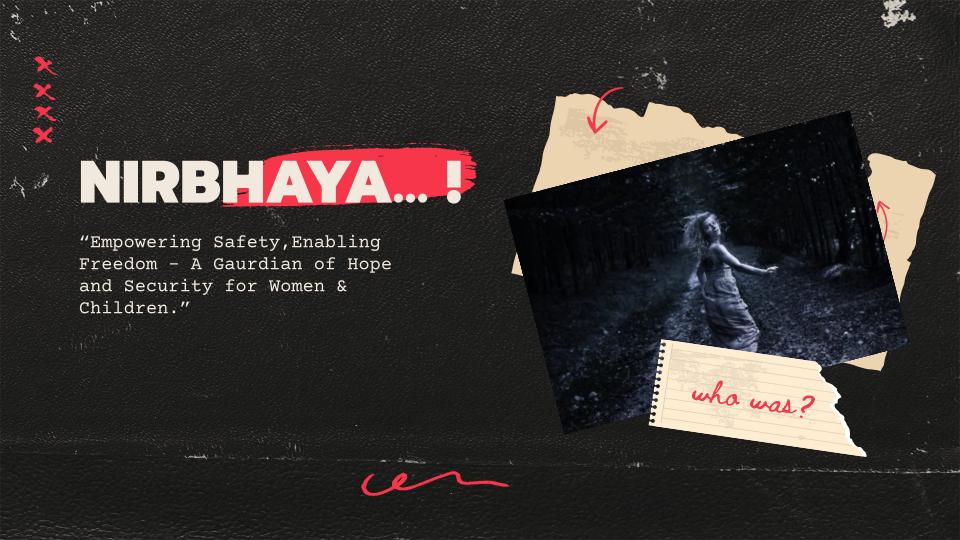 NIRBHAYA... !
“Empowering Safety,Enabling
Freedom – A Gaurdian of Hope
and Security for Women &
Children.”
who was?